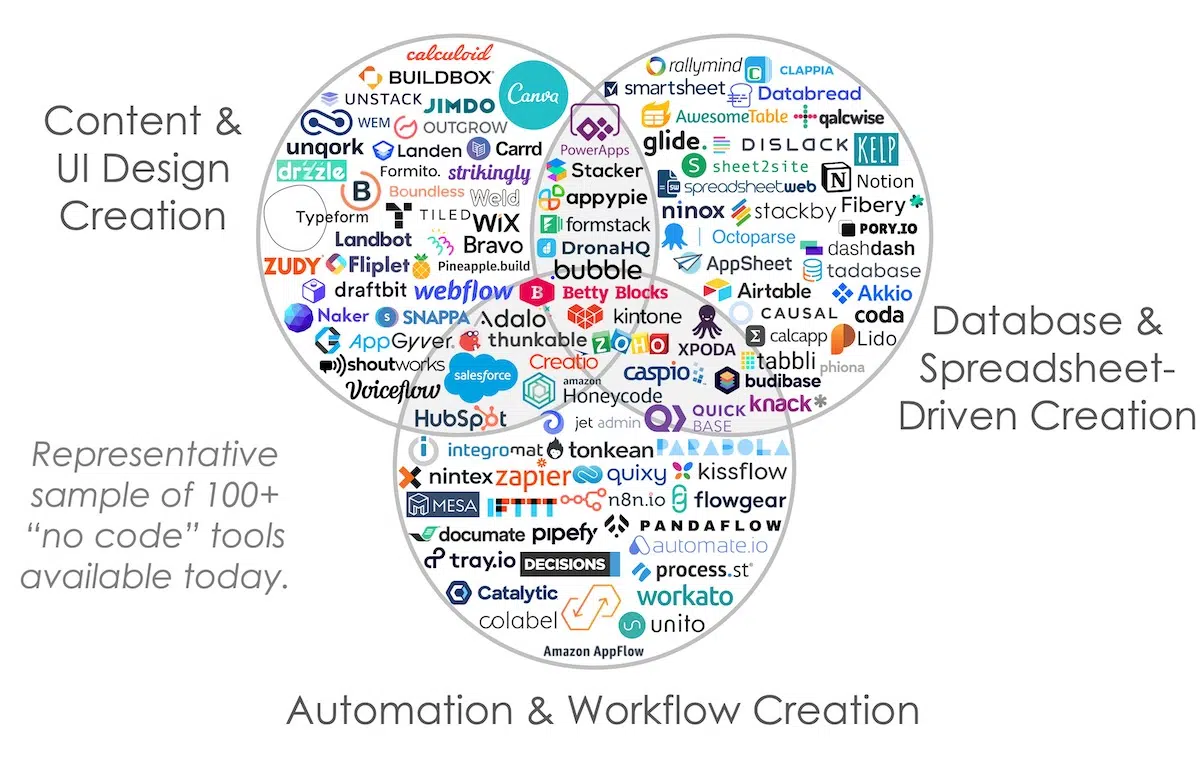 Content &
UI Design
Creation
calculoid
BUILDBOX
Canva
UNSTACK
JIMDO
WEM
OUTGROW
unqork
Landen
Carrd
drzzle
Formito.
strikingly
B
Boundless
Weld
Typeform
TILED
WiX
Landbot
Bravo
ZUDY
Fliplet
Pineapple.build
draftbit
webflow
Naker
S
SNAPPA
Adalo
AppGyver.
thunkable
shoutworks
salesforce
Creatio
Voiceflow
HubSpot
amazon
Honeycode
jet admin
PowerApps
Stacker
appypie
formstack
d
DronaHQ
bubble
B
Betty Blocks
kintone
ZOHO
rallymind
C
CLAPPIA
smartsheet
Databread
AwesomeTable
qalcwise
glide.
DISLACK
KELP
S
sheet2site
SW
spreadsheetweb
N
Notion
ninox
stackby
Fibery
Octoparse
PORY.IO
dashdash
AppSheet
tadabase
Airtable
Akkio
CAUSAL
coda
XPODA
Σ
calcapp
Lido
tabbli
phiona
caspio
budibase
QUICK
BASE
knack*
Database &
Spreadsheet-
Driven Creation
i
integromat
tonkean
PARABOLA
nintex
zapier
quixy
kissflow
MESA
IFTTT
n8n.io
flowgear
documate
pipefy
PANDAFLOW
automate.io
tray.io
DECISIONS
process.st
Catalytic
workato
colabel
un
unito
Amazon AppFlow
Representative
sample of 100+
“no code” tools
available today.
Automation & Workflow Creation